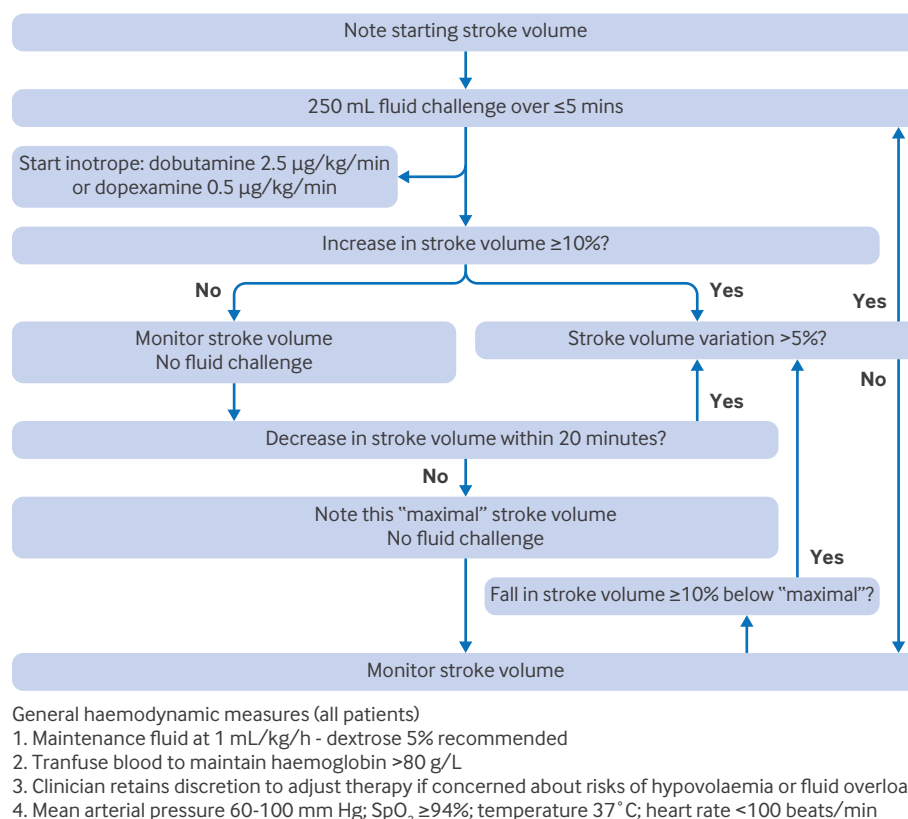 Note starting stroke volume
250 mL fluid challenge over ≤5 mins
Start inotrope: dobutamine 2.5 µg/kg/min
or dopexamine 0.5 µg/kg/min
Increase in stroke volume ≥10%?
No
Yes
Yes
Monitor stroke volume
No fluid challenge
Stroke volume variation >5%?
No
Yes
Decrease in stroke volume within 20 minutes?
No
Note this "maximal" stroke volume
No fluid challenge
Yes
Fall in stroke volume ≥10% below "maximal"?
Monitor stroke volume
General haemodynamic measures (all patients)
1. Maintenance fluid at 1 mL/kg/h - dextrose 5% recommended
2. Tranfuse blood to maintain haemoglobin >80 g/L
3. Clinician retains discretion to adjust therapy if concerned about risks of hypovolaemia or fluid overloa
4. Mean arterial pressure 60-100 mm Hg; SpO₂ ≥94%; temperature 37˚C; heart rate <100 beats/min